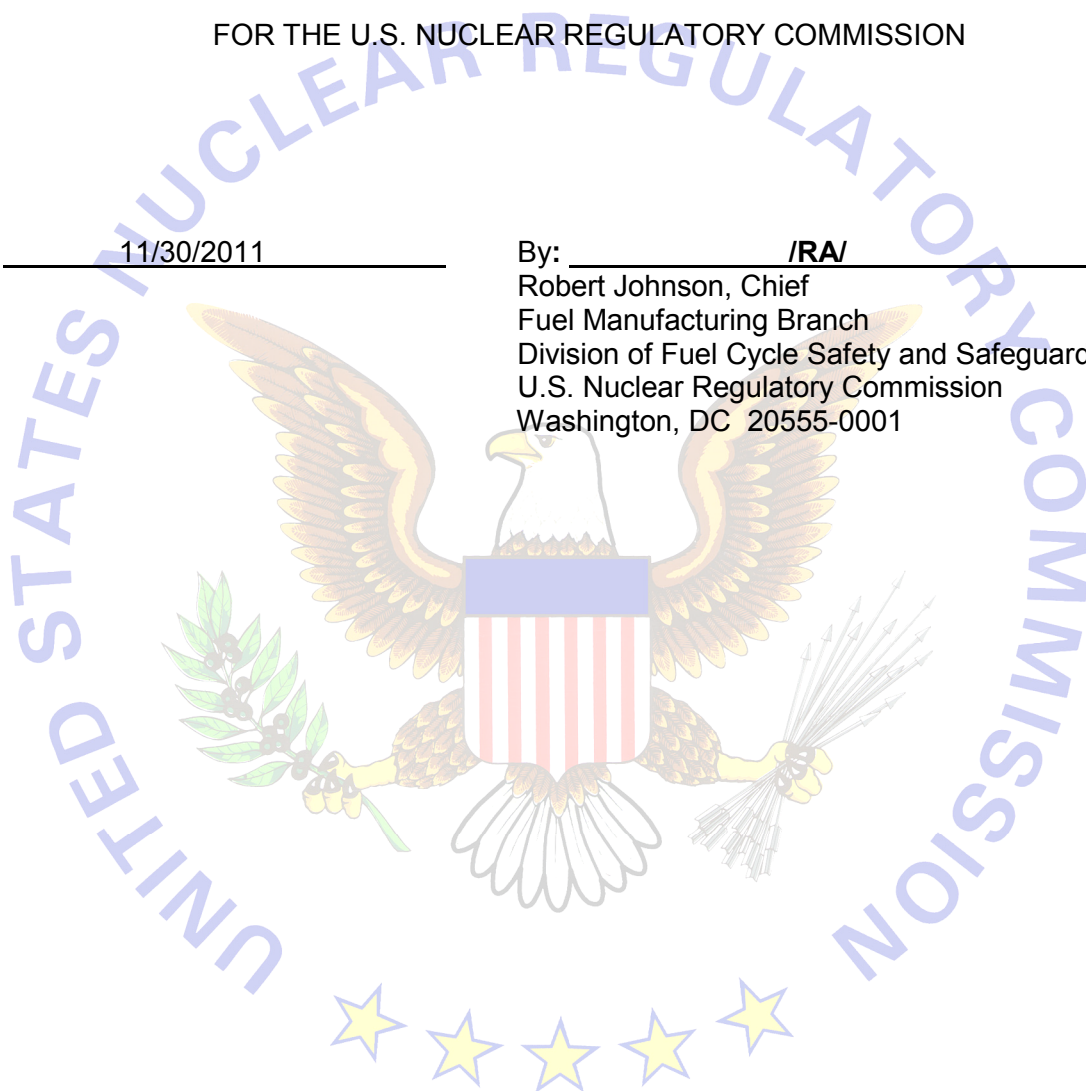 FOR THE U.S. NUCLEAR REGULATORY COMMISSION
11/30/2011 By: /RA/
Robert Johnson, Chief
Fuel Manufacturing Branch
Division of Fuel Cycle Safety and Safeguard
U.S. Nuclear Regulatory Commission
Washington, DC 20555-0001
UNITED STATES NUCLEAR REGULATORY COMMISSION